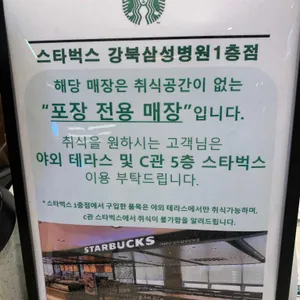 스타벅스 강북삼성병원1층점
해당 매장은 취식공간이 없는
“포장 전용 매장”입니다.
취식을 원하시는 고객님은
야외 테라스 및 C관 5층 스타벅스
이용 부탁드립니다.
* 스타벅스 1층점에서 구입한 품목은 야외 테라스에서만 취식가능하며,
C관 스타벅스에서 취식이 불가함을 알려드립니다.
STARBUCKS